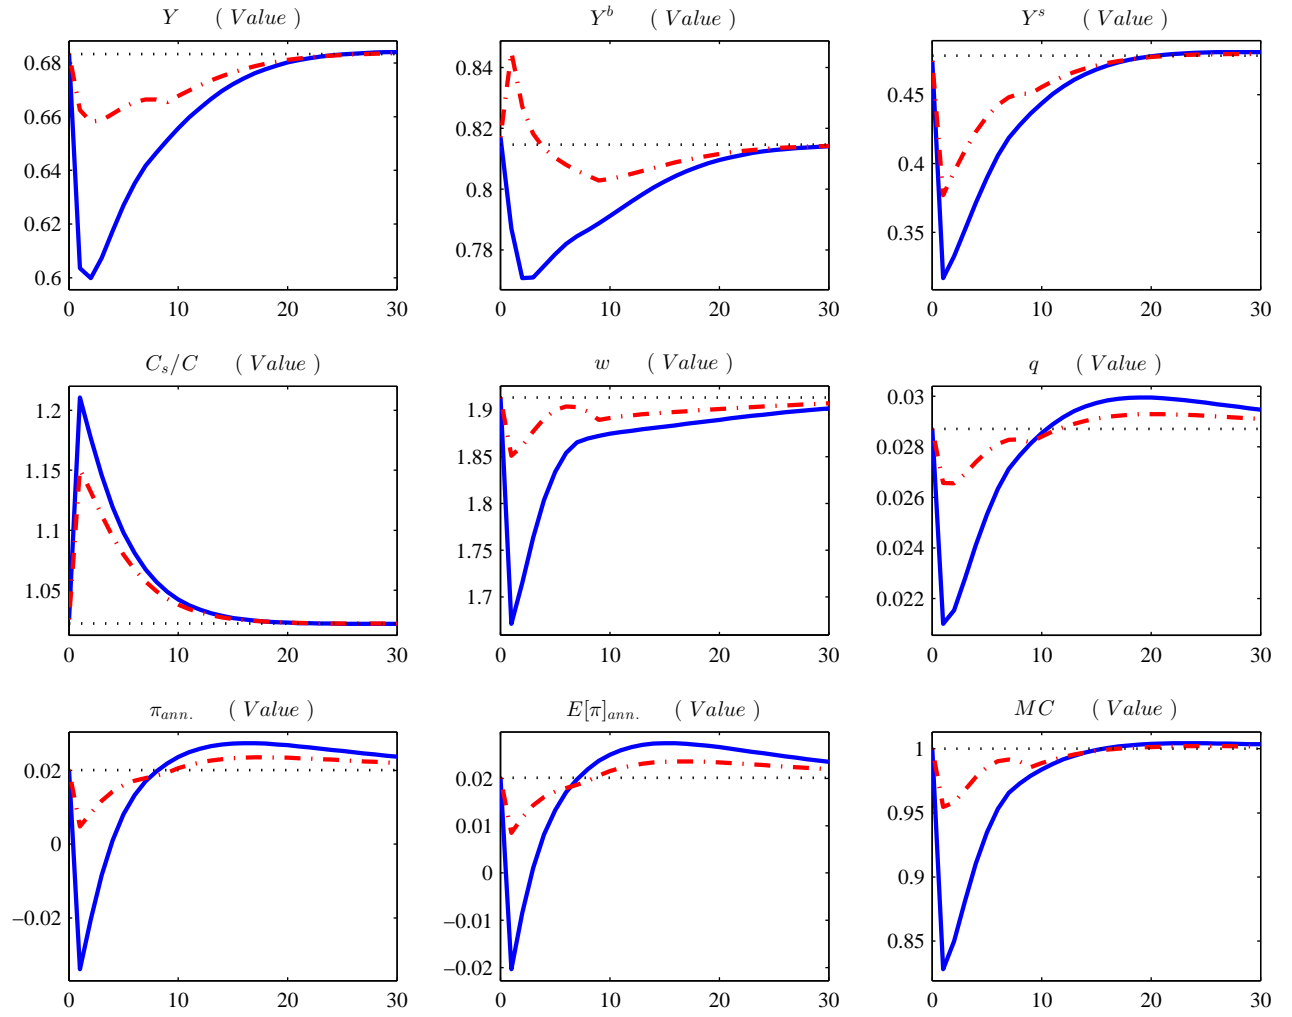 Y ( Value )
Y^b ( Value )
Y^s ( Value )
0.68
0.66
0.64
0.62
0.6
0 10 20 30
0.84
0.82
0.8
0.78
0 10 20 30
0.45
0.4
0.35
0 10 20 30
C_s/C ( Value )
w ( Value )
q ( Value )
1.2
1.15
1.1
1.05
0 10 20 30
1.9
1.85
1.8
1.75
1.7
0 10 20 30
0.03
0.028
0.026
0.024
0.022
0 10 20 30
π_{ann.} ( Value )
E[π]_{ann.} ( Value )
MC ( Value )
0.02
0
−0.02
0 10 20 30
0.02
0.01
0
−0.01
−0.02
0 10 20 30
1
0.95
0.9
0.85
0 10 20 30